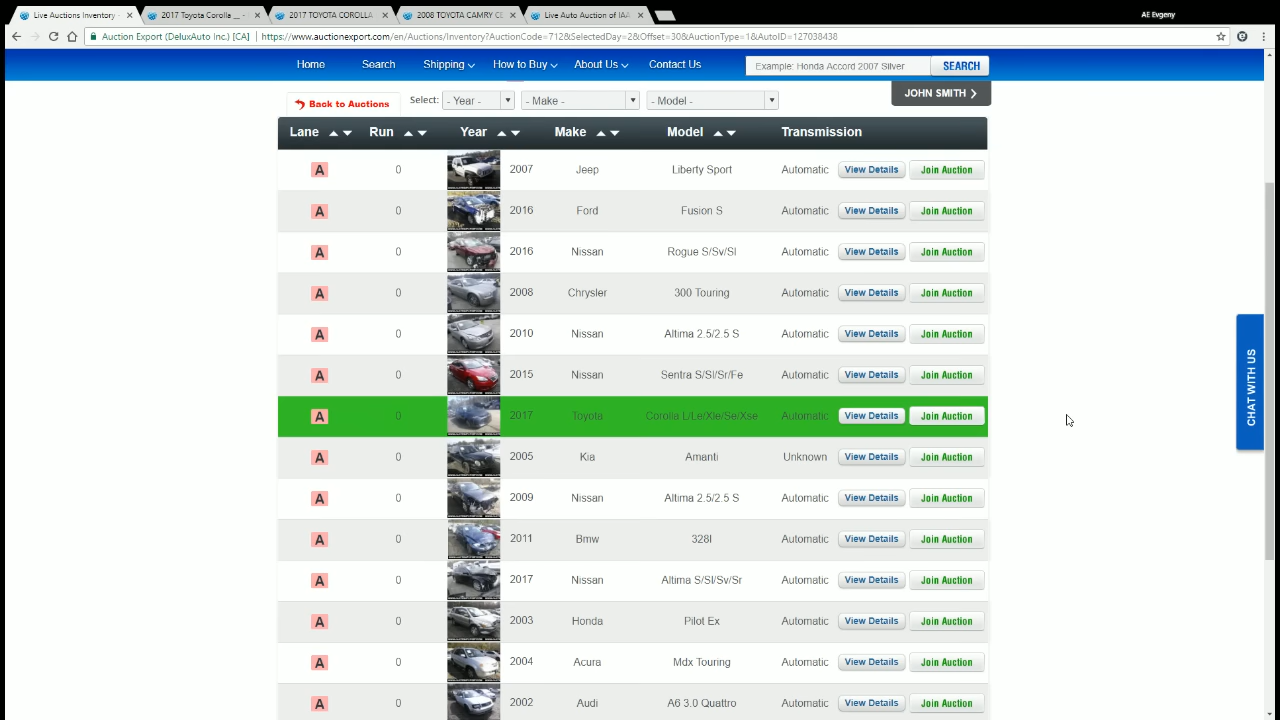 Live Auctions Inventory
2017 Toyota Corolla __ -
2017 TOYOTA COROLLA
2008 TOYOTA CAMRY CE
Live Auto Auction of IAA
AE Evgeny
Auction Export (DeluxAuto Inc.) [CA] https://www.auctionexport.com/en/Auctions/Inventory?AuctionCode=712&SelectedDay=2&Offset=30&AuctionType=1&AutoID=127038438
Home Search Shipping How to Buy About Us Contact Us Example: Honda Accord 2007 Silver SEARCH
JOHN SMITH
Back to Auctions Select: - Year - - Make - - Model -
Lane Run Year Make Model Transmission
A 0 2007 Jeep Liberty Sport Automatic View Details Join Auction
A 0 2016 Ford Fusion S Automatic View Details Join Auction
A 0 2016 Nissan Rogue S/Sv/Sl Automatic View Details Join Auction
A 0 2008 Chrysler 300 Touring Automatic View Details Join Auction
A 0 2010 Nissan Altima 2.5/2.5 S Automatic View Details Join Auction
A 0 2015 Nissan Sentra S/Sl/Sr/Fe Automatic View Details Join Auction
A 0 2017 Toyota Corolla L/Le/Xle/Se/Xse Automatic View Details Join Auction
A 0 2005 Kia Amanti Unknown View Details Join Auction
A 0 2009 Nissan Altima 2.5/2.5 S Automatic View Details Join Auction
A 0 2011 Bmw 328I Automatic View Details Join Auction
A 0 2017 Nissan Altima S/Sl/Sv/Sr Automatic View Details Join Auction
A 0 2003 Honda Pilot Ex Automatic View Details Join Auction
A 0 2004 Acura Mdx Touring Automatic View Details Join Auction
A 0 2002 Audi A6 3.0 Quattro Automatic View Details Join Auction
CHAT WITH US